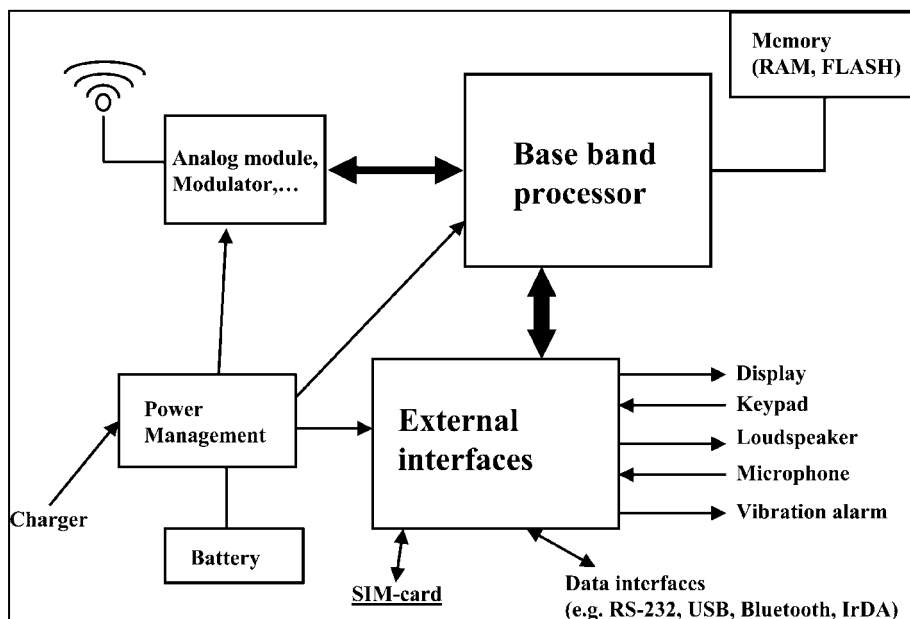 Memory
(RAM, FLASH)
Analog module,
Modulator,…
Base band
processor
Power
Management
External
interfaces
Display
Keypad
Loudspeaker
Microphone
Vibration alarm
Charger
Battery
SIM-card
Data interfaces
(e.g. RS-232, USB, Bluetooth, IrDA)